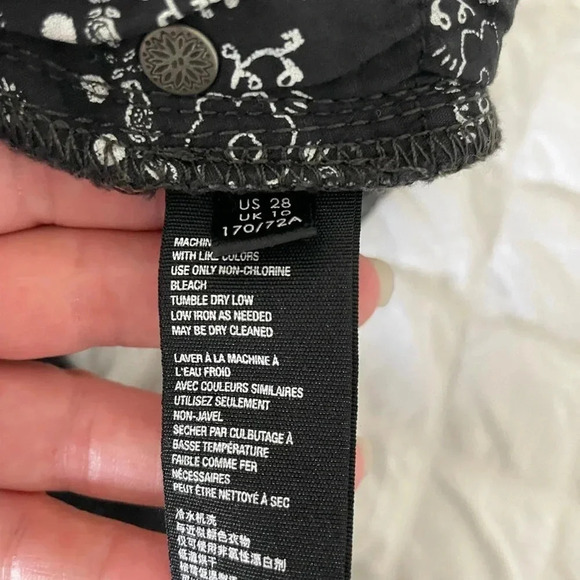 US 28
UK 10
170/72A
MACHIN
WITH LIKE COLORS
USE ONLY NON-CHLORINE
BLEACH
TUMBLE DRY LOW
LOW IRON AS NEEDED
MAY BE DRY CLEANED
LAVER À LA MACHINE À
L'EAU FROID
AVEC COULEURS SIMILAIRES
UTILISEZ SEULEMENT
NON-JAVEL
SECHER PAR CULBUTAGE À
BASSE TEMPÉRATURE
FAIBLE COMME FER
NÉCESSAIRES
PEUT ÊTRE NETTOYÉ À SEC
冷水机洗
与近似颜色衣物
仅可使用非氧性漂白剂
低温烘干